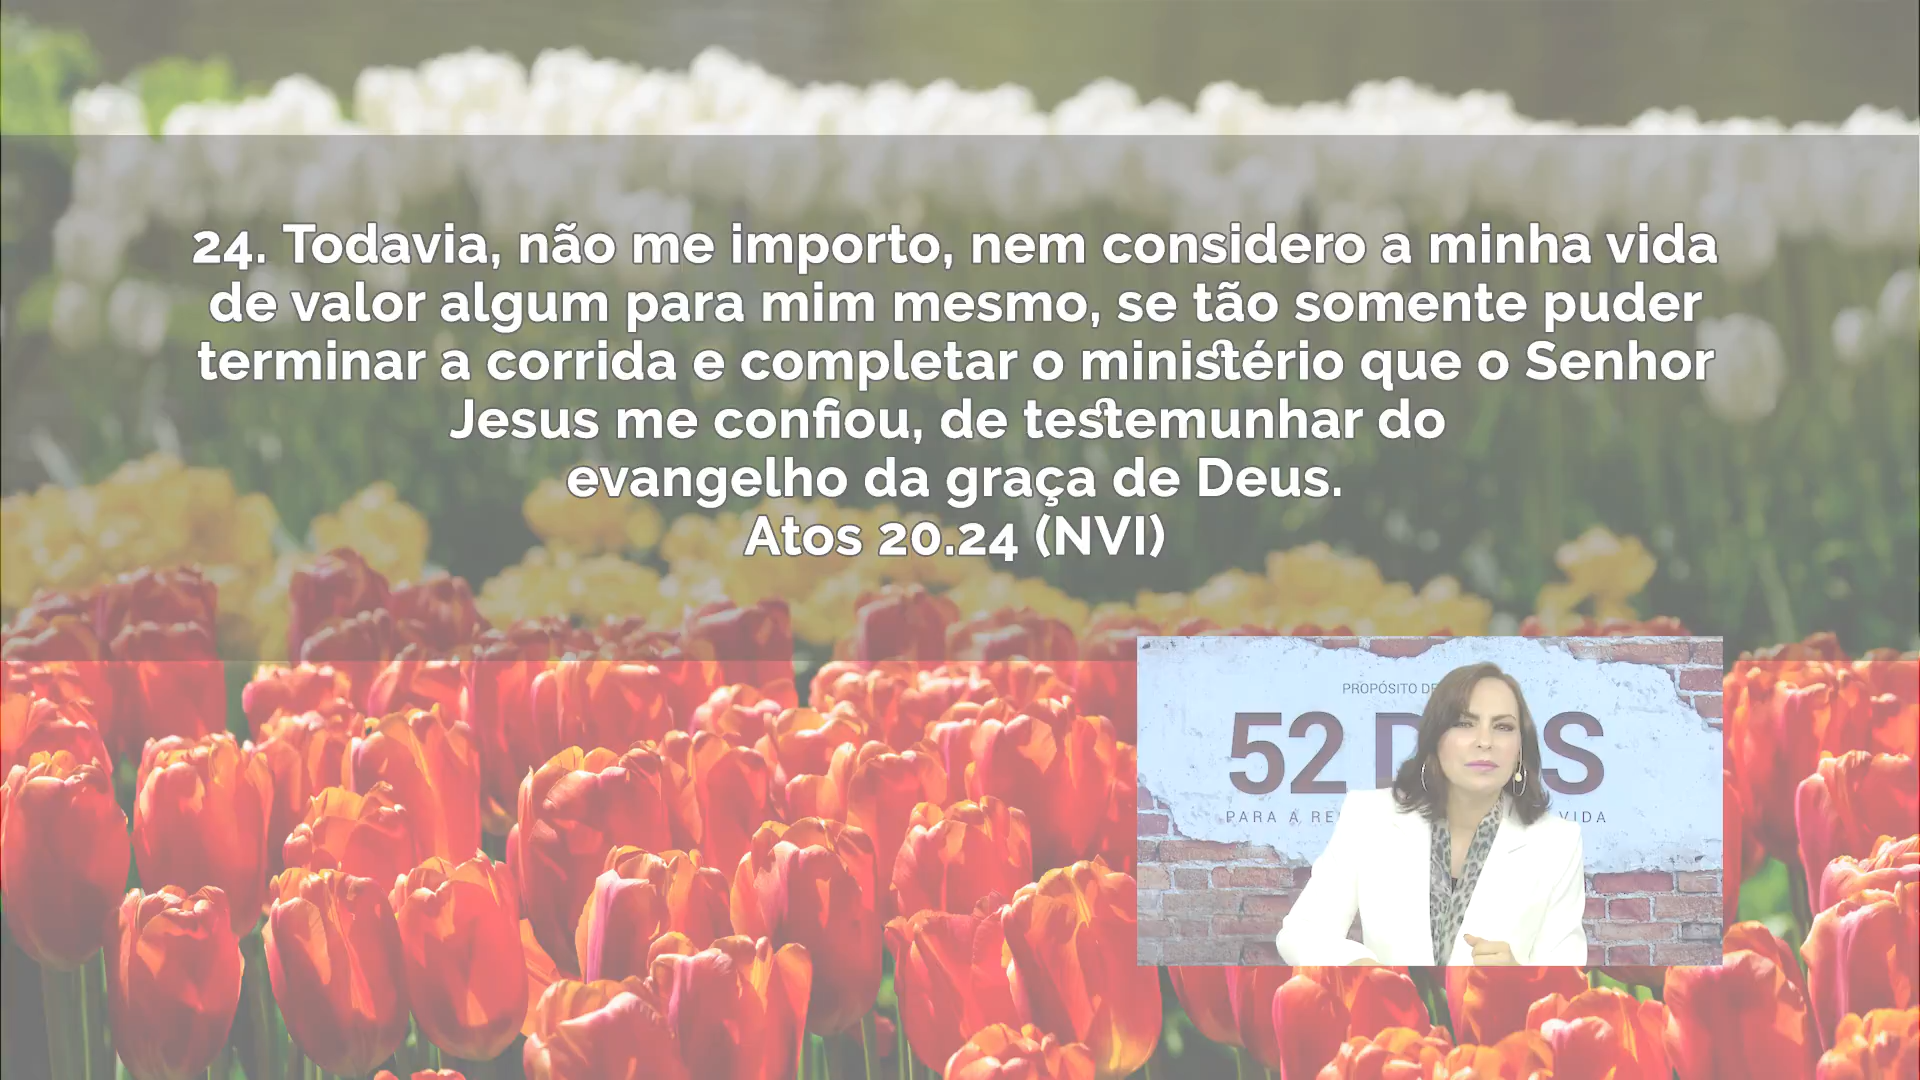 24. Todavia, não me importo, nem considero a minha vida
de valor algum para mim mesmo, se tão somente puder
terminar a corrida e completar o ministério que o Senhor
Jesus me confiou, de testemunhar do
evangelho da graça de Deus.
Atos 20.24 (NVI)
PROPÓSITO DE
52 D S
PARA A VIDA